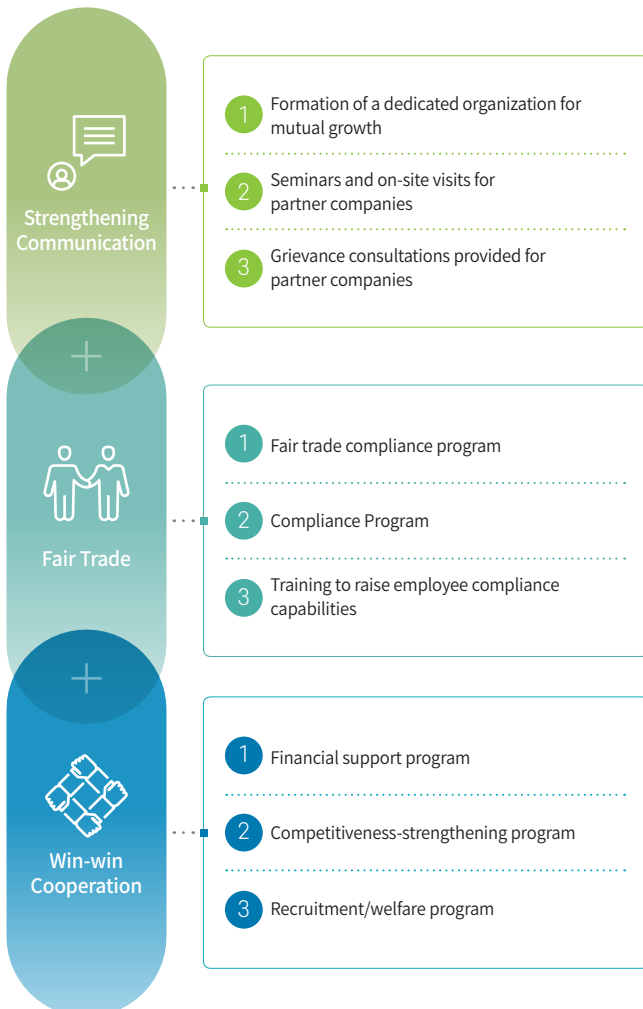 Strengthening
Communication
1
Formation of a dedicated organization for
mutual growth
2
Seminars and on-site visits for
partner companies
3
Grievance consultations provided for
partner companies
Fair Trade
1
Fair trade compliance program
2
Compliance Program
3
Training to raise employee compliance
capabilities
Win-win
Cooperation
1
Financial support program
2
Competitiveness-strengthening program
3
Recruitment/welfare program